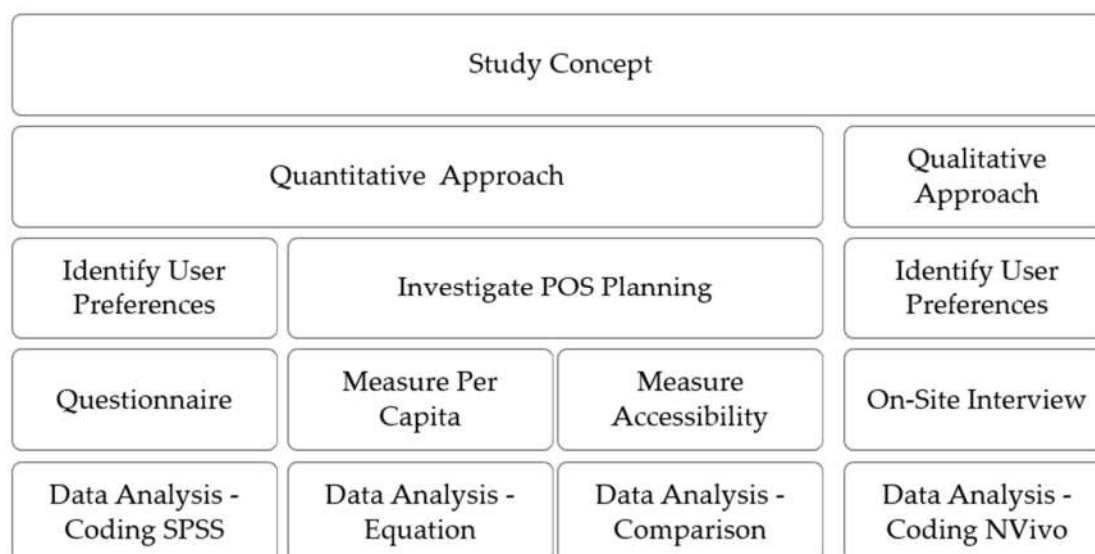 Study Concept
Quantitative Approach
Qualitative
Approach
Identify User
Preferences
Investigate POS Planning
Identify User
Preferences
Questionnaire
Measure Per
Capita
Measure
Accessibility
On-Site Interview
Data Analysis -
Coding SPSS
Data Analysis -
Equation
Data Analysis -
Comparison
Data Analysis -
Coding NVivo